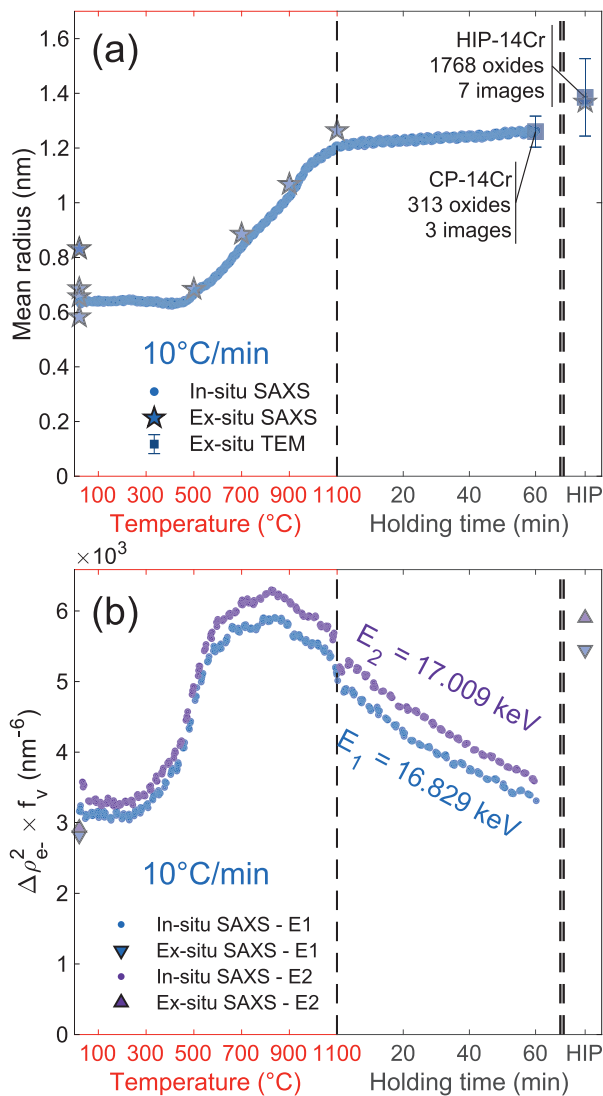 (a)
Mean radius (nm)
1.6
1.4
1.2
1
0.8
0.6
0.4
0.2
0
HIP-14Cr
1768 oxides
7 images
CP-14Cr
313 oxides
3 images
10°C/min
In-situ SAXS
Ex-situ SAXS
Ex-situ TEM
100 300 500 700 900 1100 20 40 60 HIP
Temperature (°C) Holding time (min)
(b)
×10³
Δρ²e- × fv (nm⁻⁶)
6
5
4
3
2
1
0
E2 = 17.009 keV
E1 = 16.829 keV
10°C/min
In-situ SAXS - E1
Ex-situ SAXS - E1
In-situ SAXS - E2
Ex-situ SAXS - E2
100 300 500 700 900 1100 20 40 60 HIP
Temperature (°C) Holding time (min)